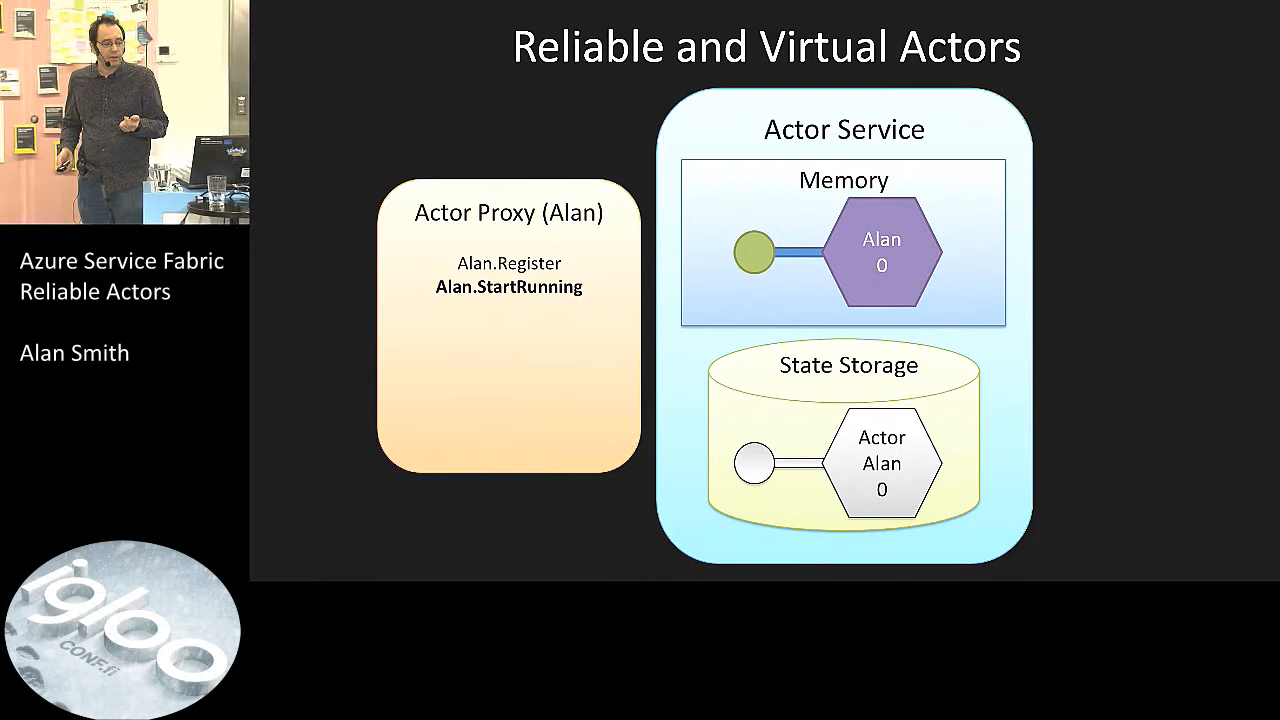 Reliable and Virtual Actors
Actor Service
Memory
Alan
0
Actor Proxy (Alan)
Alan.Register
Alan.StartRunning
State Storage
Actor
Alan
0
Azure Service Fabric
Reliable Actors
Alan Smith
igloo
CONF.fi